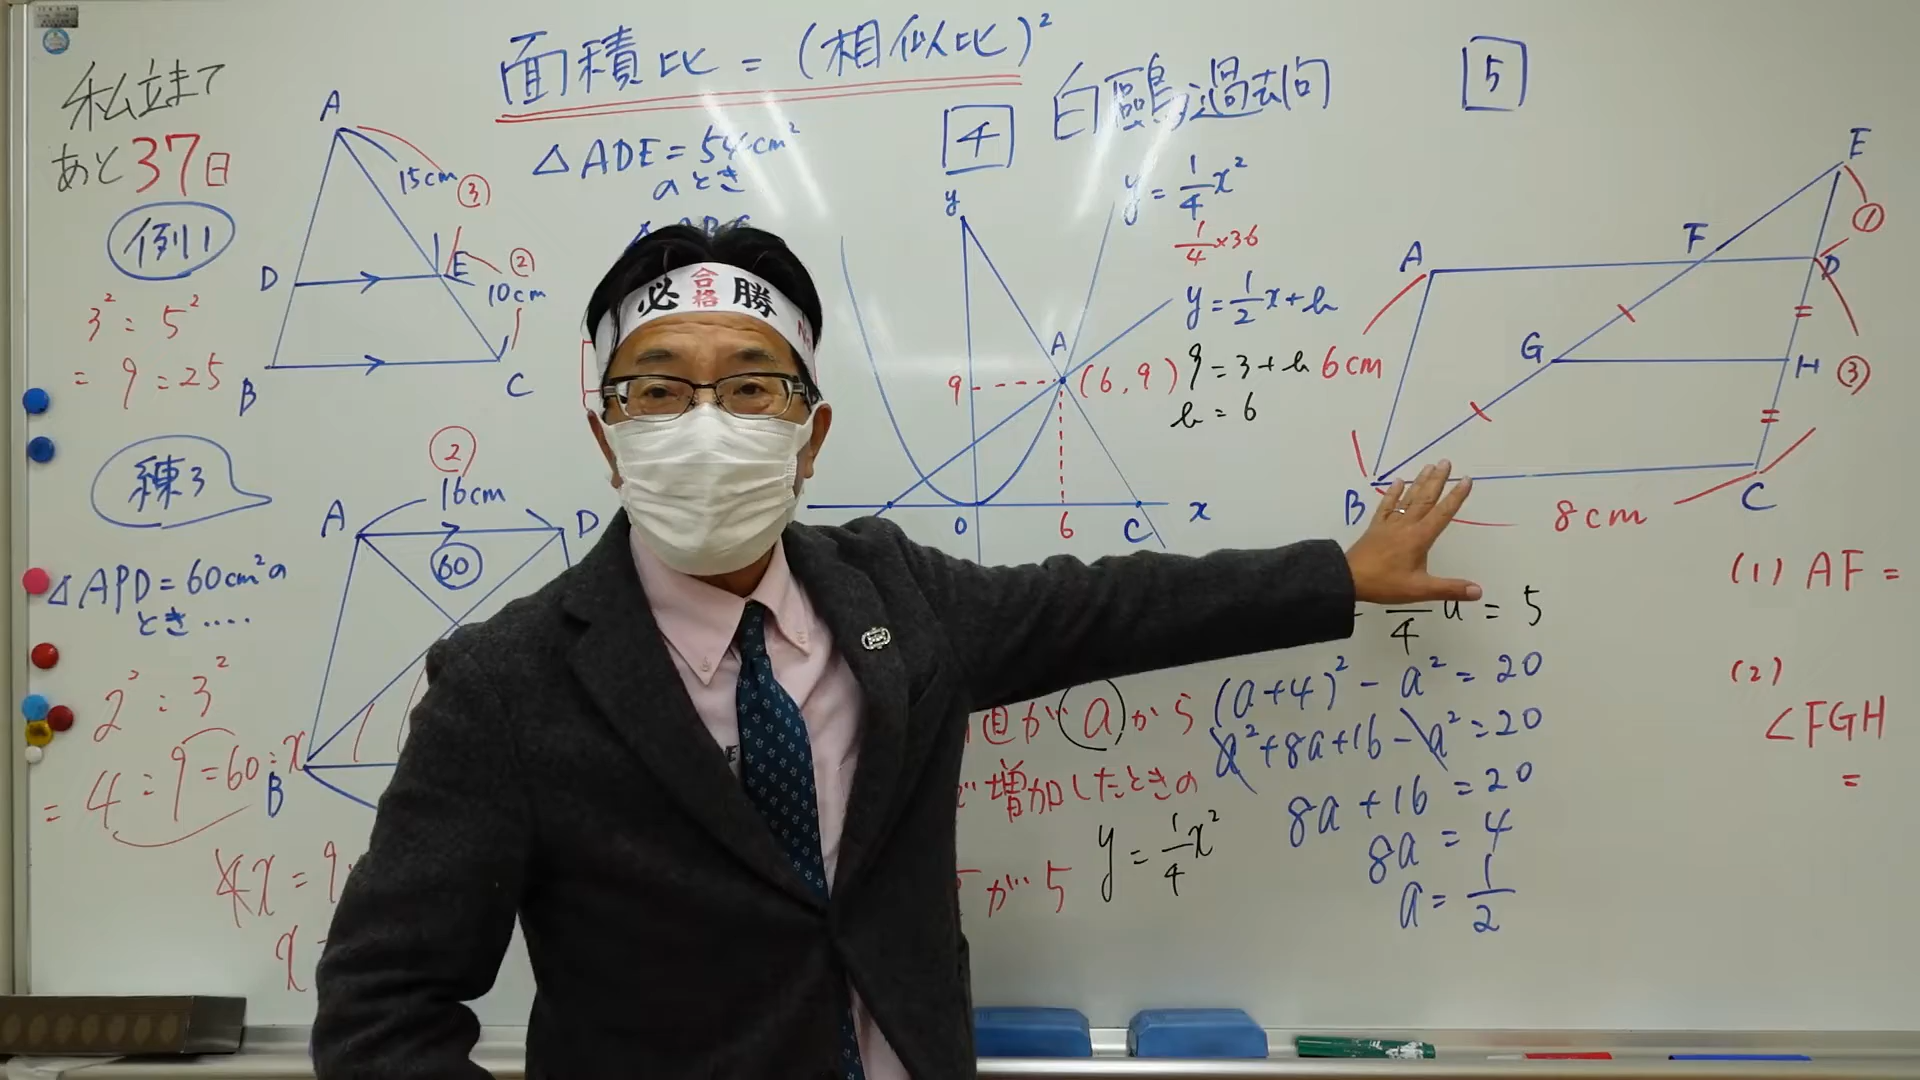 面積比 = (相似比)²
私立まで
あと37日
例1
3² : 5²
= 9 : 25
A
15cm
③
D
E
②
10cm
B
C
△ADE = 54cm²
のとき
練3
△APD = 60cm²の
とき....
2² : 3²
= 4 : 9 = 60 : x
4x = 9
x
②
16cm
A
D
60
B
必 合格 勝
4
白鷗過去問
y
y = 1/4 x²
1/4 × 36
y = 1/2 x + b
9 = 3 + b
b = 6
A
(6, 9)
9
O
6
C
x
4 a = 5
(a+4)² - a² = 20
a² + 8a + 16 - a² = 20
8a + 16 = 20
8a = 4
a = 1/2
が a から
増加したときの
が 5
y = 1/4 x²
5
E
①
F
A
D
G
H
③
6cm
B
C
8cm
(1) AF =
(2)
∠FGH
=